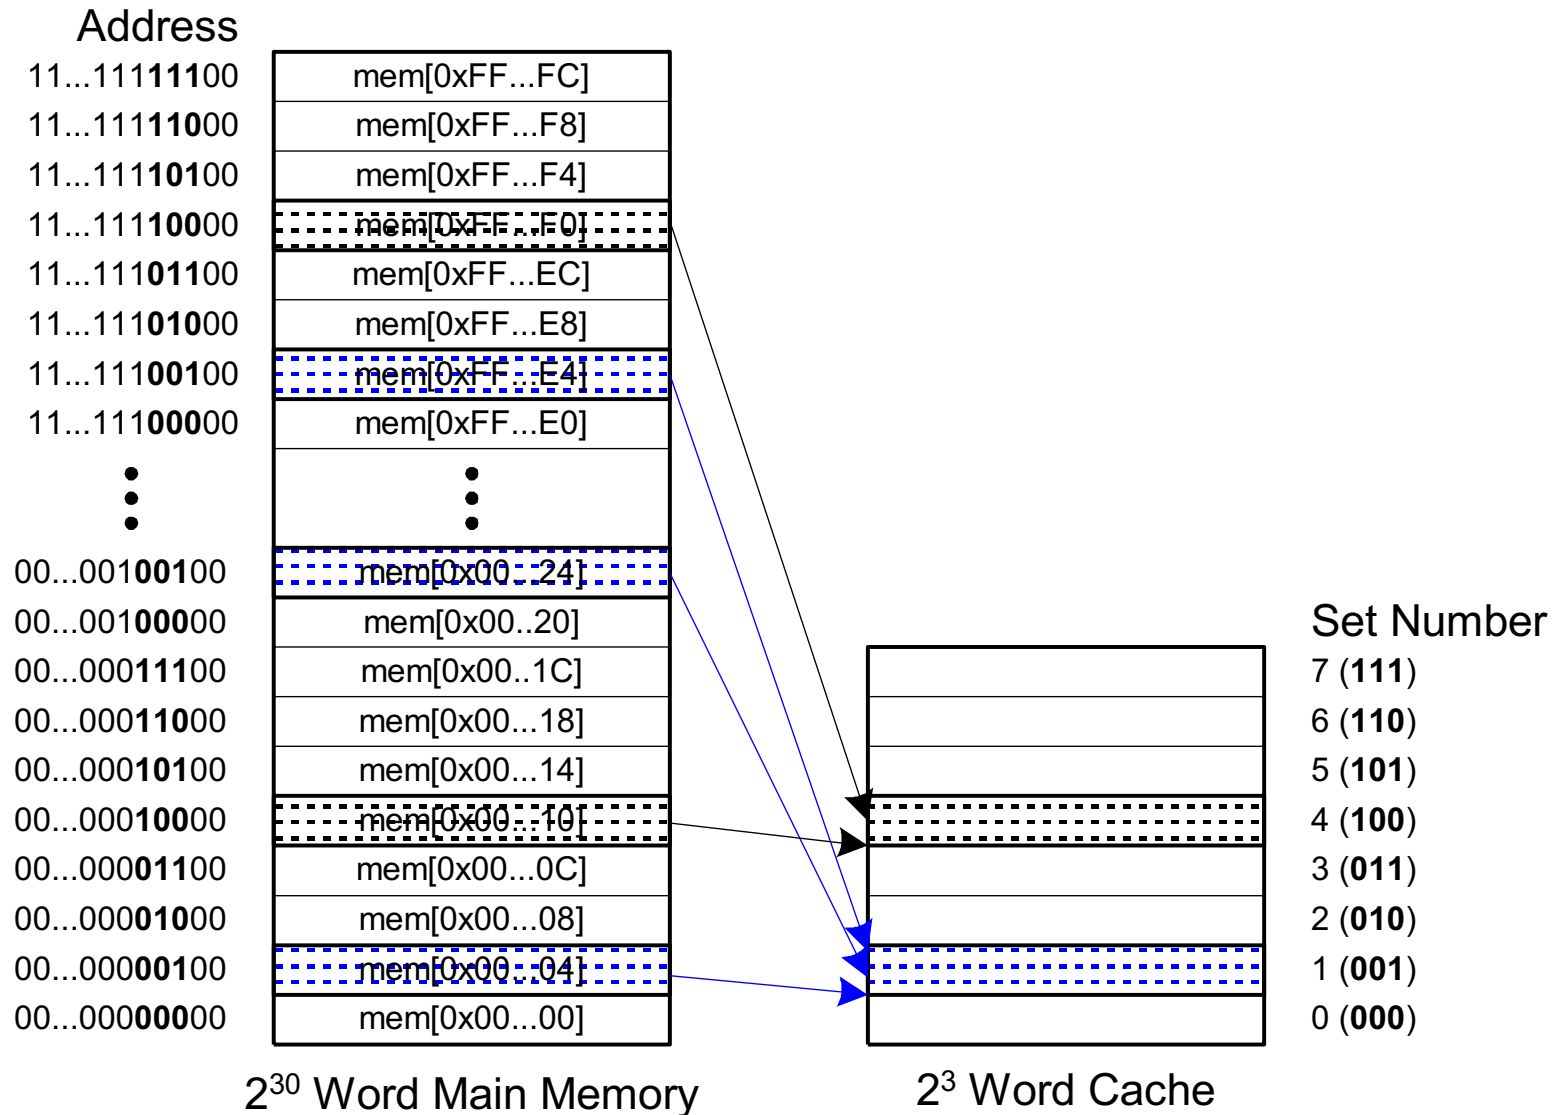 Address
11...11111100 mem[0xFF...FC]
11...11111000 mem[0xFF...F8]
11...11110100 mem[0xFF...F4]
11...11110000 mem[0xFF...F0]
11...11101100 mem[0xFF...EC]
11...11101000 mem[0xFF...E8]
11...11100100 mem[0xFF...E4]
11...11100000 mem[0xFF...E0]
00...00100100 mem[0x00...24]
00...00100000 mem[0x00..20] Set Number
00...00011100 mem[0x00..1C] 7 (111)
00...00011000 mem[0x00...18] 6 (110)
00...00010100 mem[0x00...14] 5 (101)
00...00010000 mem[0x00...10] 4 (100)
00...00001100 mem[0x00...0C] 3 (011)
00...00001000 mem[0x00...08] 2 (010)
00...00000100 mem[0x00...04] 1 (001)
00...00000000 mem[0x00...00] 0 (000)
2³⁰ Word Main Memory 2³ Word Cache